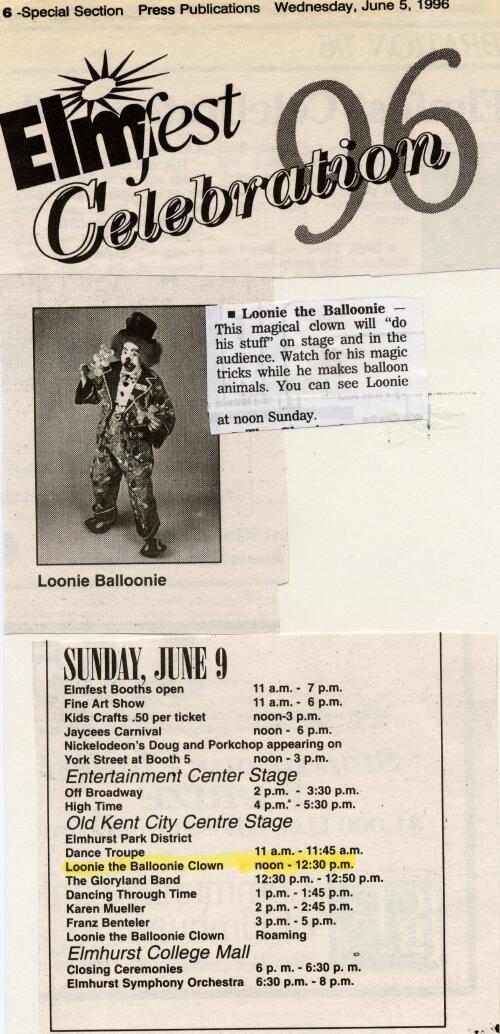 6 -Special Section Press Publications Wednesday, June 5, 1996
Elmfest
Celebration
96
■ Loonie the Balloonie —
This magical clown will “do
his stuff” on stage and in the
audience. Watch for his magic
tricks while he makes balloon
animals. You can see Loonie
at noon Sunday.
Loonie Balloonie
SUNDAY, JUNE 9
Elmfest Booths open 11 a.m. - 7 p.m.
Fine Art Show 11 a.m. - 6 p.m.
Kids Crafts .50 per ticket noon-3 p.m.
Jaycees Carnival noon - 6 p.m.
Nickelodeon's Doug and Porkchop appearing on
York Street at Booth 5 noon - 3 p.m.
Entertainment Center Stage
Off Broadway 2 p.m. - 3:30 p.m.
High Time 4 p.m. - 5:30 p.m.
Old Kent City Centre Stage
Elmhurst Park District
Dance Troupe 11 a.m. - 11:45 a.m.
Loonie the Balloonie Clown noon - 12:30 p.m.
The Gloryland Band 12:30 p.m. - 12:50 p.m.
Dancing Through Time 1 p.m. - 1:45 p.m.
Karen Mueller 2 p.m. - 2:45 p.m.
Franz Benteler 3 p.m. - 5 p.m.
Loonie the Balloonie Clown Roaming
Elmhurst College Mall
Closing Ceremonies 6 p. m. - 6:30 p. m.
Elmhurst Symphony Orchestra 6:30 p.m. - 8 p.m.